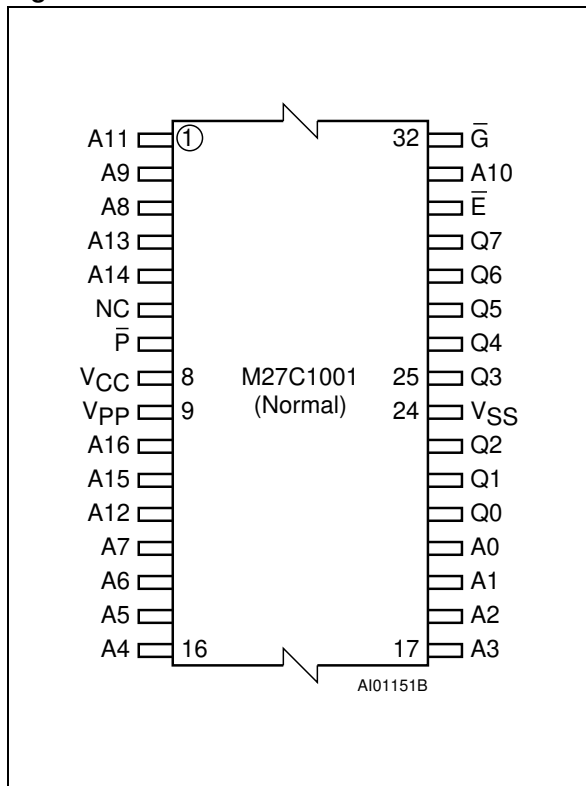 A11 1 32 G̅
A9 A10
A8 E̅
A13 Q7
A14 Q6
NC Q5
P̅ Q4
VCC 8 M27C1001 25 Q3
VPP 9 (Normal) 24 VSS
A16 Q2
A15 Q1
A12 Q0
A7 A0
A6 A1
A5 A2
A4 16 17 A3
AI01151B